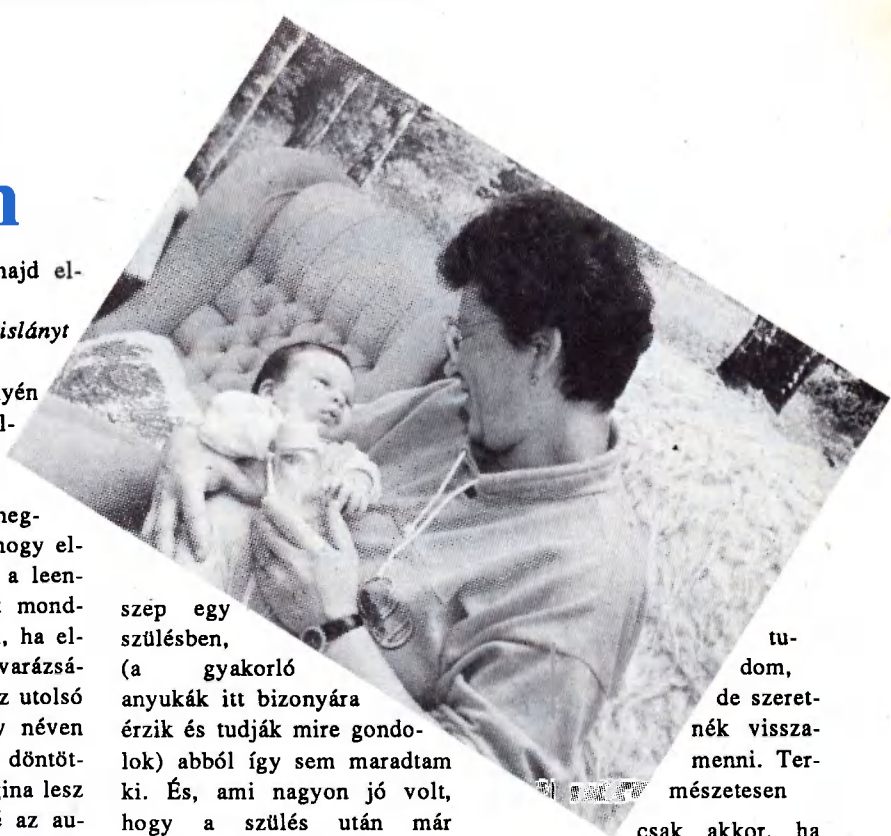 n
majd el-
islányt
yén
l-
neg-
hogy el-
a leen-
t mond-
, ha el-
varázsá-
z utolsó
y néven
döntöt-
gina lesz
é az au-
szep egy
szülésben,
(a gyakorló
anyukák itt bizonyára
érzik és tudják mire gondo-
lok) abból így sem maradtam
ki. És, ami nagyon jó volt,
hogy a szülés után már
tu-
dom,
de szeret-
nék vissza-
menni. Ter-
mészetesen
csak akkor, ha